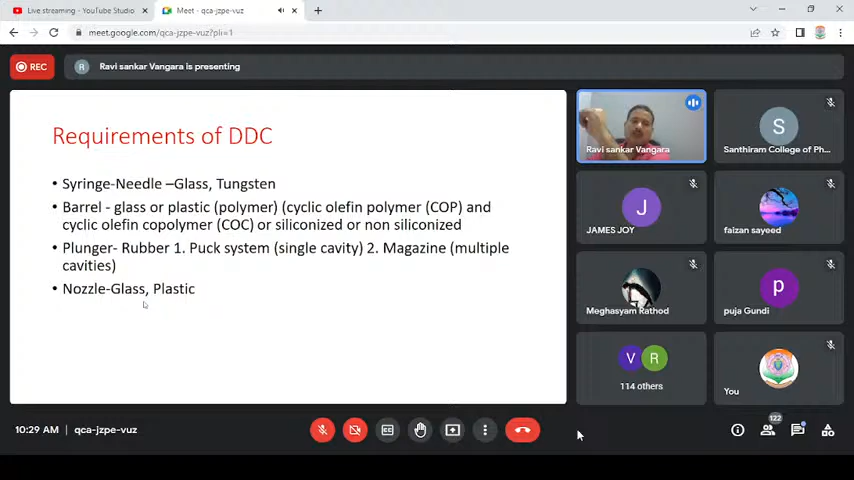 Live streaming - YouTube Studio
Meet - qca-jzpe-vuz
meet.google.com/qca-jzpe-vuz?pli=1
REC
R
Ravi sankar Vangara is presenting
Requirements of DDC
• Syringe-Needle –Glass, Tungsten
• Barrel - glass or plastic (polymer) (cyclic olefin polymer (COP) and
cyclic olefin copolymer (COC) or siliconized or non siliconized
• Plunger- Rubber 1. Puck system (single cavity) 2. Magazine (multiple
cavities)
• Nozzle-Glass, Plastic
Ravi sankar Vangara
S
Santhiram College of Ph...
J
JAMES JOY
faizan sayeed
Meghasyam Rathod
p
puja Gundi
V R
114 others
You
10:29 AM | qca-jzpe-vuz
122